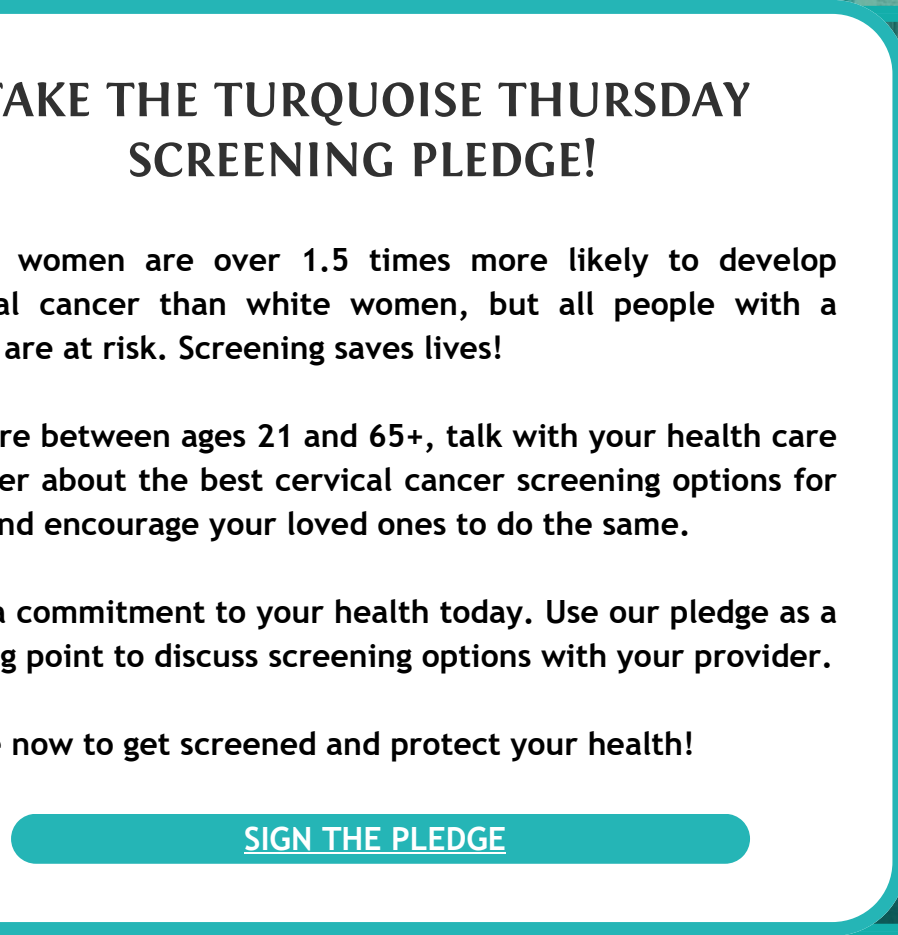 TAKE THE TURQUOISE THURSDAY
SCREENING PLEDGE!
women are over 1.5 times more likely to develop
al cancer than white women, but all people with a
are at risk. Screening saves lives!
re between ages 21 and 65+, talk with your health care
er about the best cervical cancer screening options for
nd encourage your loved ones to do the same.
a commitment to your health today. Use our pledge as a
g point to discuss screening options with your provider.
now to get screened and protect your health!
SIGN THE PLEDGE